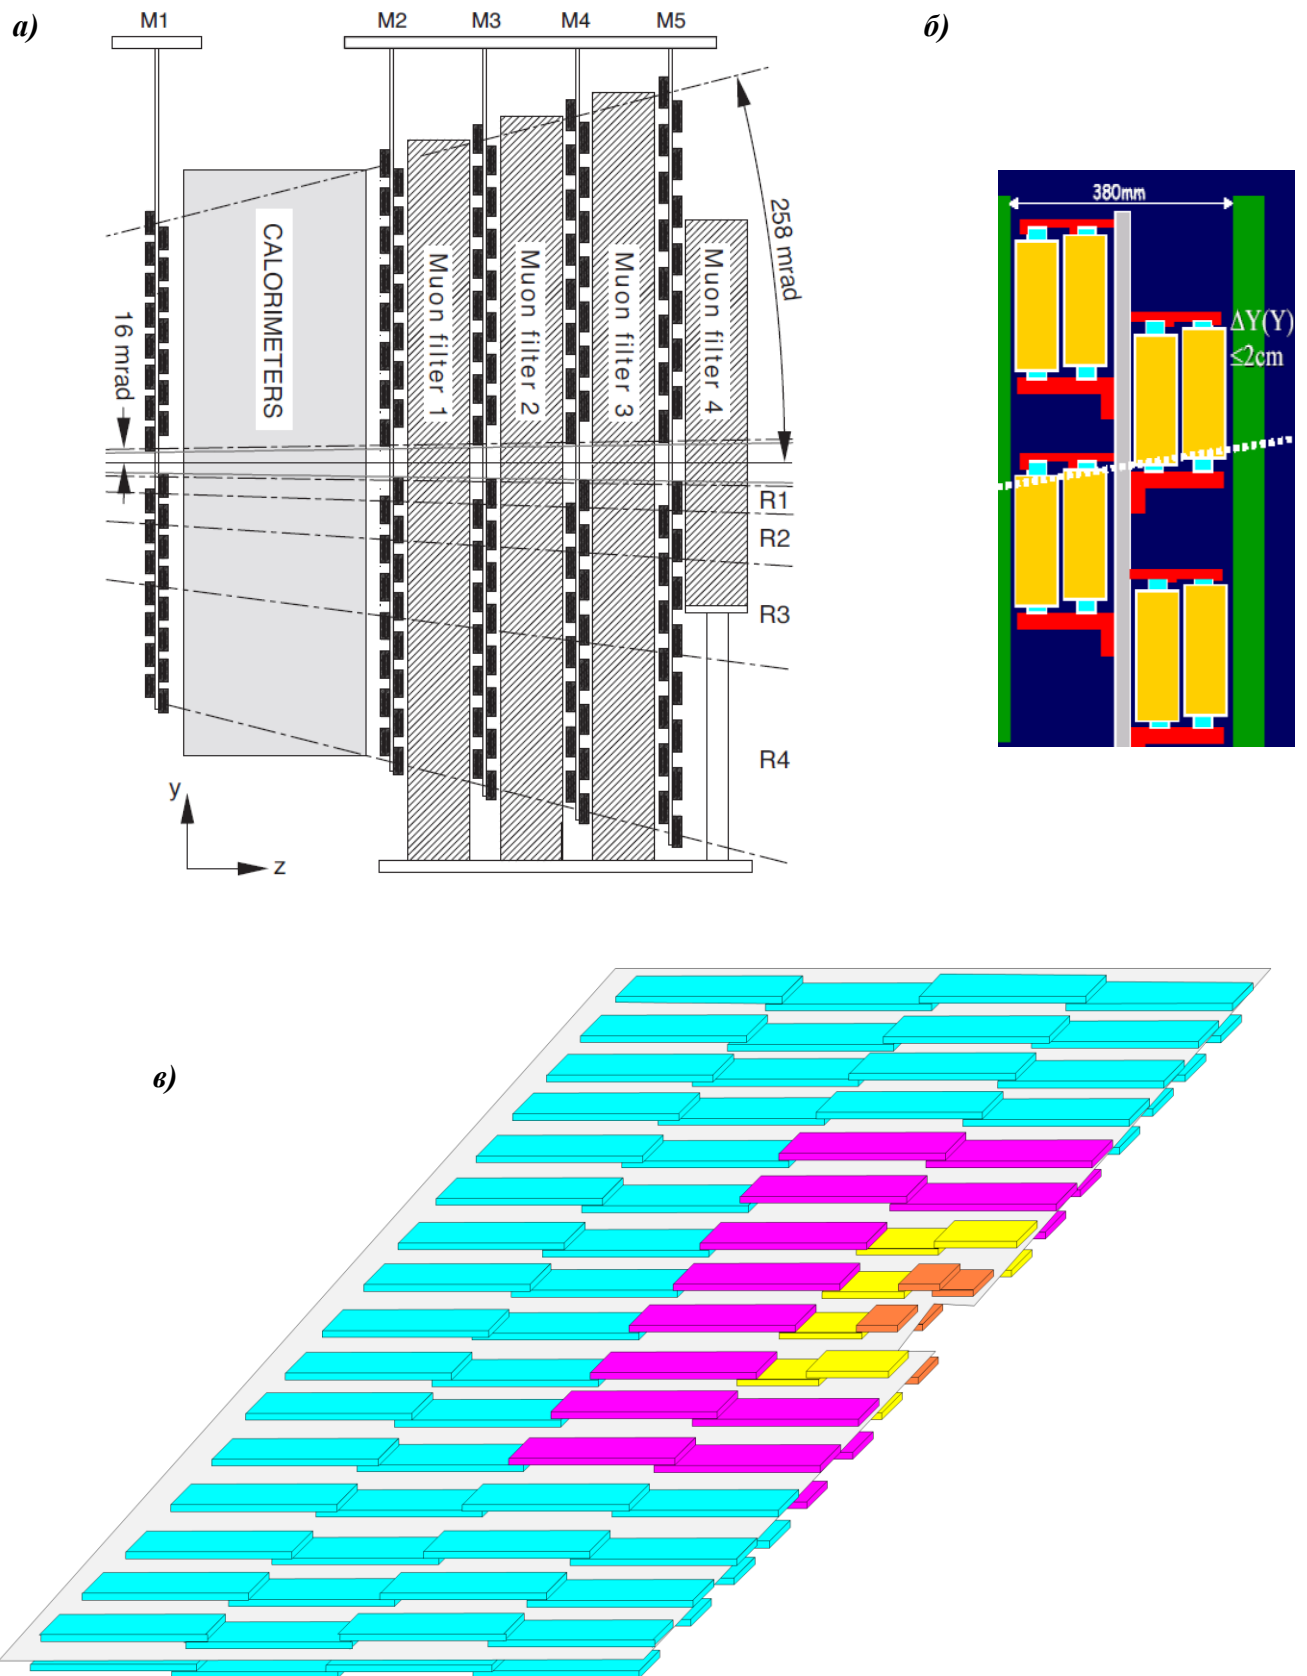 а)
M1
M2
M3
M4
M5
б)
258 mrad
16 mrad
CALORIMETERS
Muon filter 1
Muon filter 2
Muon filter 3
Muon filter 4
R1
R2
R3
R4
y
z
380mm
ΔY(Y)
≤2cm
в)